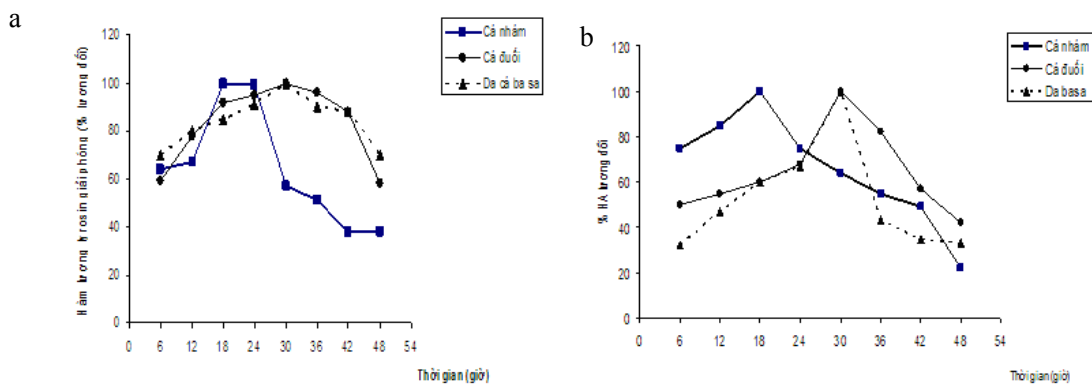 a
Hàm lượng tyrosin giải phóng (% tương đối)
120
100
80
60
40
20
0
0 6 12 18 24 30 36 42 48 54
Thời gian (giờ)
Cá nhám
Cá đuối
Da cá ba sa
b
% HA tương đối
120
100
80
60
40
20
0
0 6 12 18 24 30 36 42 48 54
Thời gian (giờ)
Cá nhám
Cá đuối
Da basa